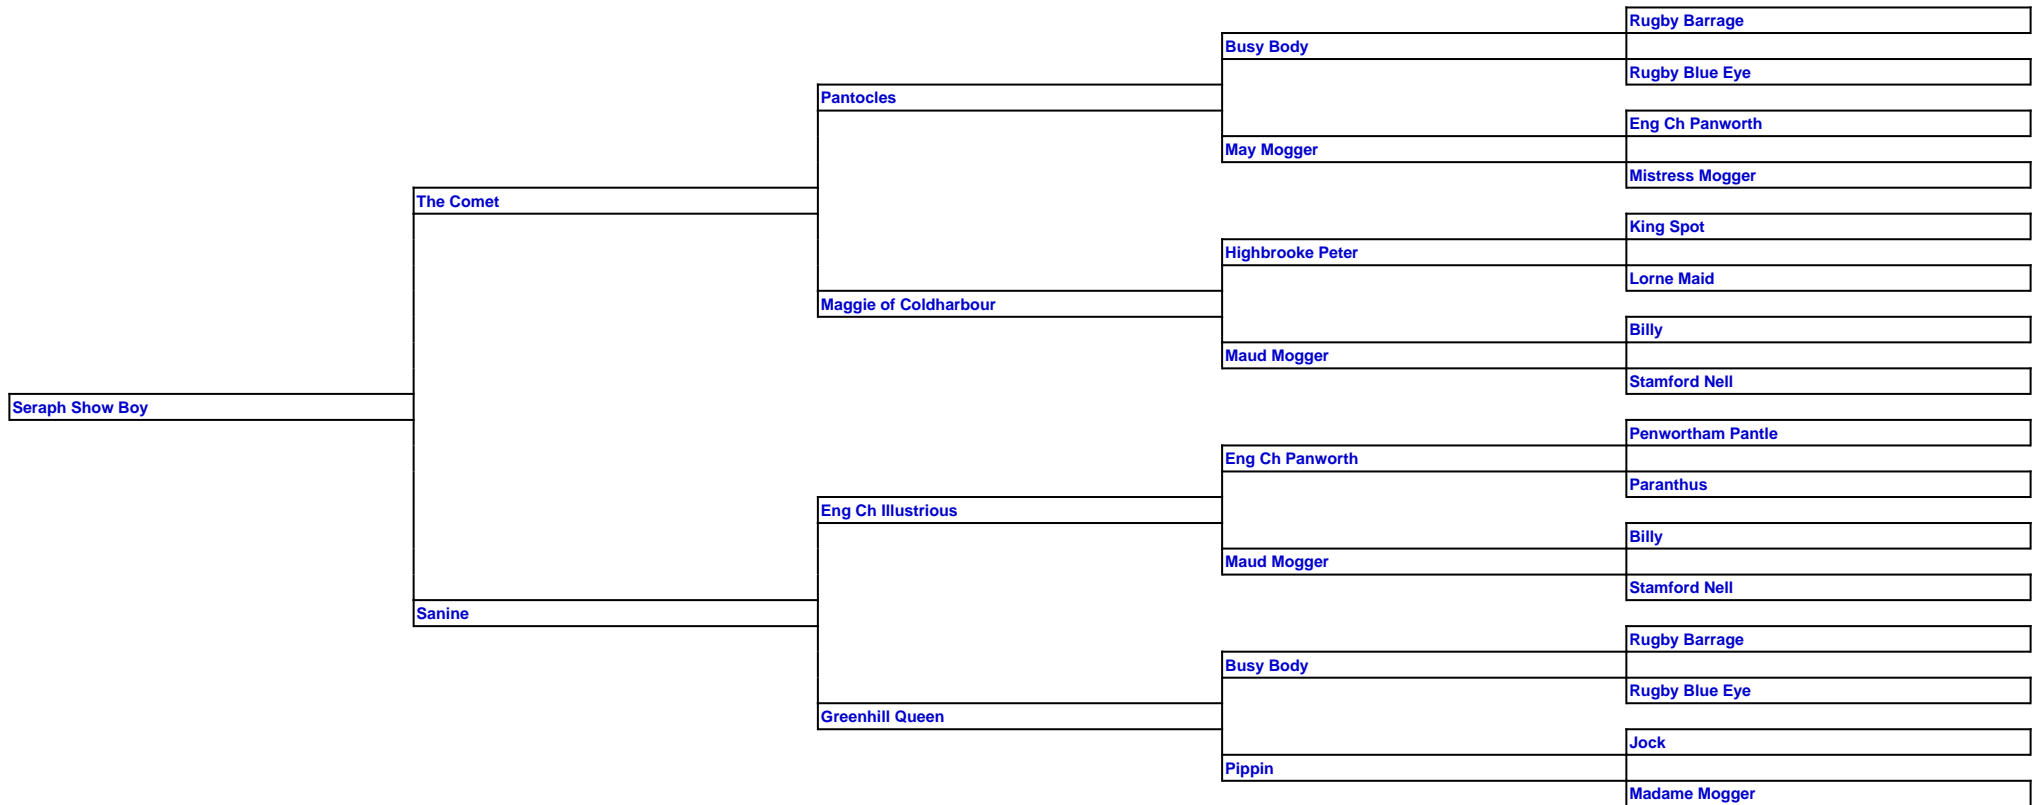 Rugby Barrage
Busy Body
Rugby Blue Eye
Pantocles
Eng Ch Panworth
May Mogger
Mistress Mogger
The Comet
King Spot
Highbrooke Peter
Lorne Maid
Maggie of Coldharbour
Billy
Maud Mogger
Stamford Nell
Seraph Show Boy
Penwortham Pantle
Eng Ch Panworth
Paranthus
Eng Ch Illustrious
Billy
Maud Mogger
Stamford Nell
Sanine
Rugby Barrage
Busy Body
Rugby Blue Eye
Greenhill Queen
Jock
Pippin
Madame Mogger